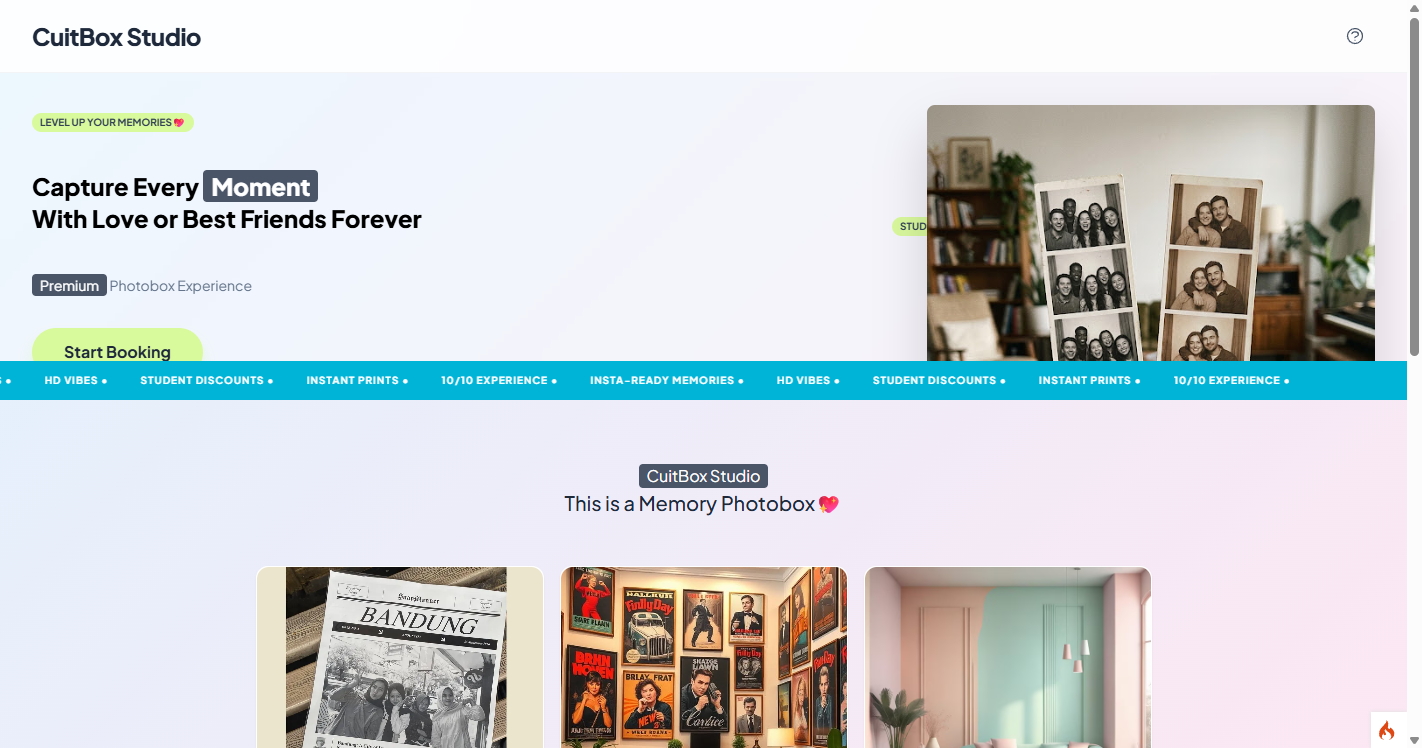 CuitBox Studio
LEVEL UP YOUR MEMORIES💖
Capture Every Moment
With Love or Best Friends Forever
STUD
Premium Photobox Experience
Start Booking
HD VIBES • STUDENT DISCOUNTS • INSTANT PRINTS • 10/10 EXPERIENCE • INSTA-READY MEMORIES • HD VIBES • STUDENT DISCOUNTS • INSTANT PRINTS • 10/10 EXPERIENCE •
CuitBox Studio
This is a Memory Photobox 💖
BANDUNG